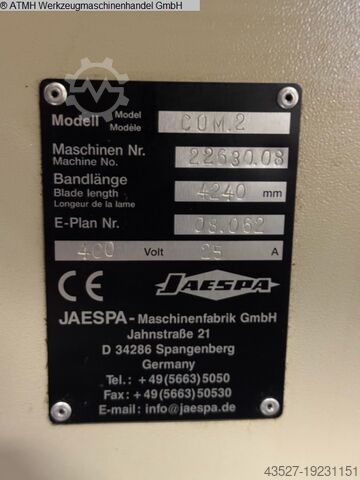 © ATMH Werkzeugmaschinenhandel GmbH
Modell Model Modèle COM.2
Maschinen Nr. Machine No. 22630.08
Bandlänge Blade length Longeur de la lame 4240 mm
E-Plan Nr. 08.062
400 Volt 25 A
CE JAESPA
JAESPA-Maschinenfabrik GmbH
Jahnstraße 21
D 34286 Spangenberg
Germany
Tel.: +49(5663)5050
Fax: +49(5663)50530
E-mail: info@jaespa.de
43527-19231151